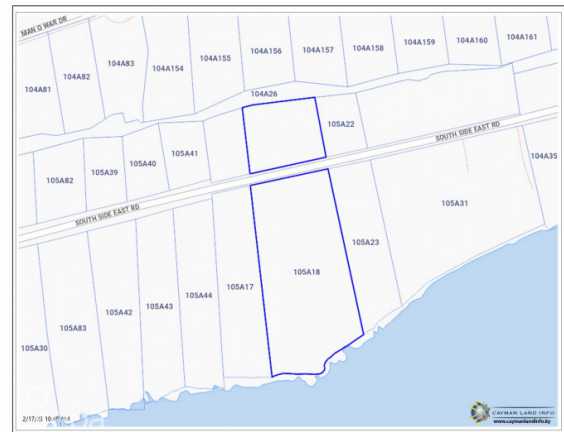 MAN O WAR DR
104A81
104A82
104A83
104A154
104A155
104A156
104A157
104A158
104A159
104A160
104A161
104A26
105A82
105A39
105A40
105A41
105A22
SOUTH SIDE EAST RD
104A35
SOUTH SIDE EAST RD
105A30
105A83
105A42
105A43
105A44
105A17
105A18
105A23
105A31
CAYMAN LAND INFO
www.caymanlandinfo.ky